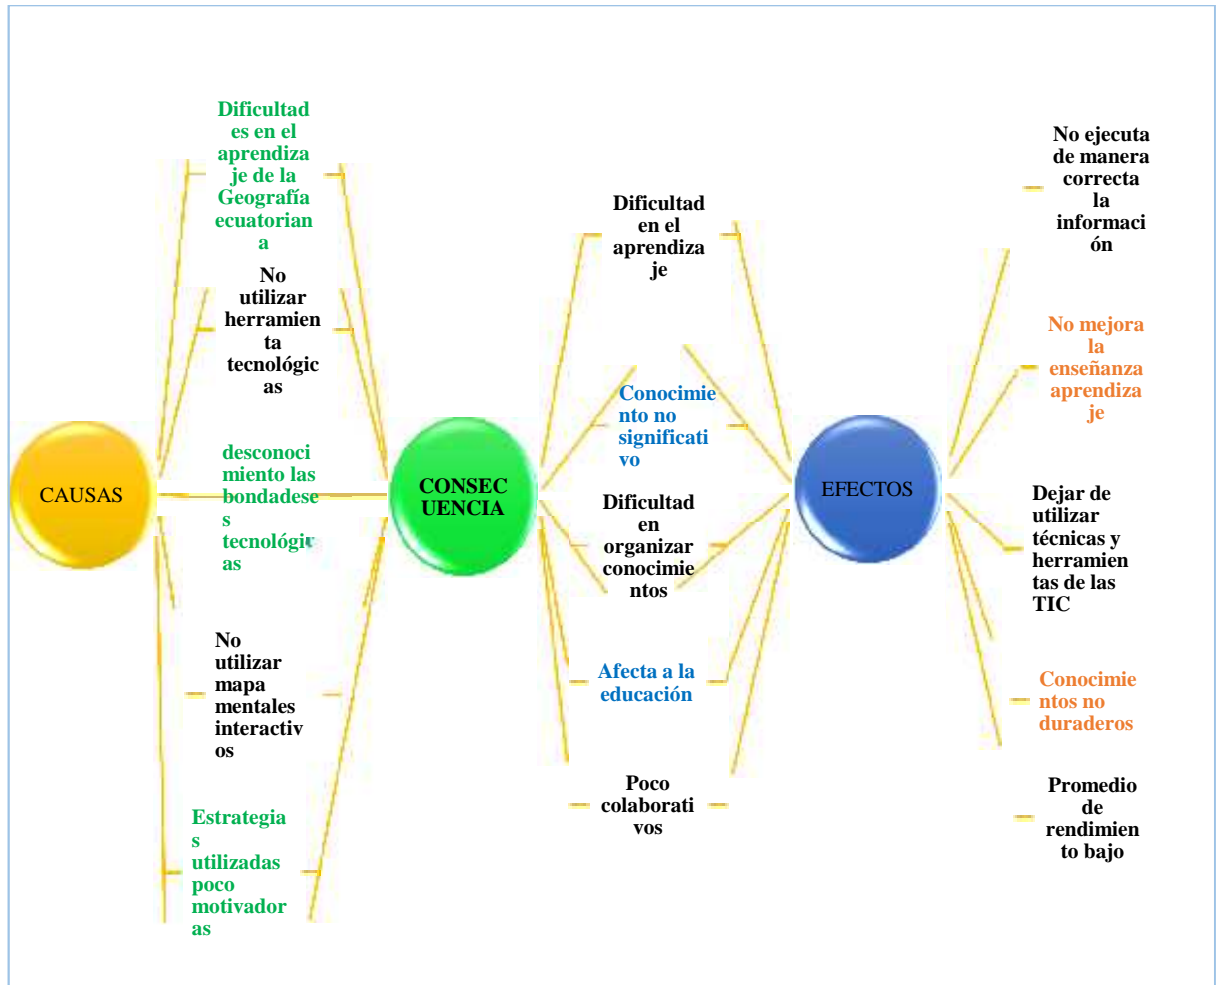 CAUSAS
Dificultad
es en el
aprendiza
je de la
Geografía
ecuatorian
a
No
utilizar
herramien
ta
tecnológic
as
desconoci
miento las
bondadese
s
tecnológic
as
No
utilizar
mapa
mentales
interactiv
os
Estrategia
s
utilizadas
poco
motivador
as
CONSEC
UENCIA
Dificultad
en el
aprendiza
je
Conocimie
nto no
significati
vo
Dificultad
en
organizar
conocimie
ntos
Afecta a la
educación
Poco
colaborati
vos
EFECTOS
No ejecuta
de manera
correcta
la
informaci
ón
No mejora
la
enseñanza
aprendiza
je
Dejar de
utilizar
técnicas y
herramien
tas de las
TIC
Conocimie
ntos no
duraderos
Promedio
de
rendimie
nto bajo